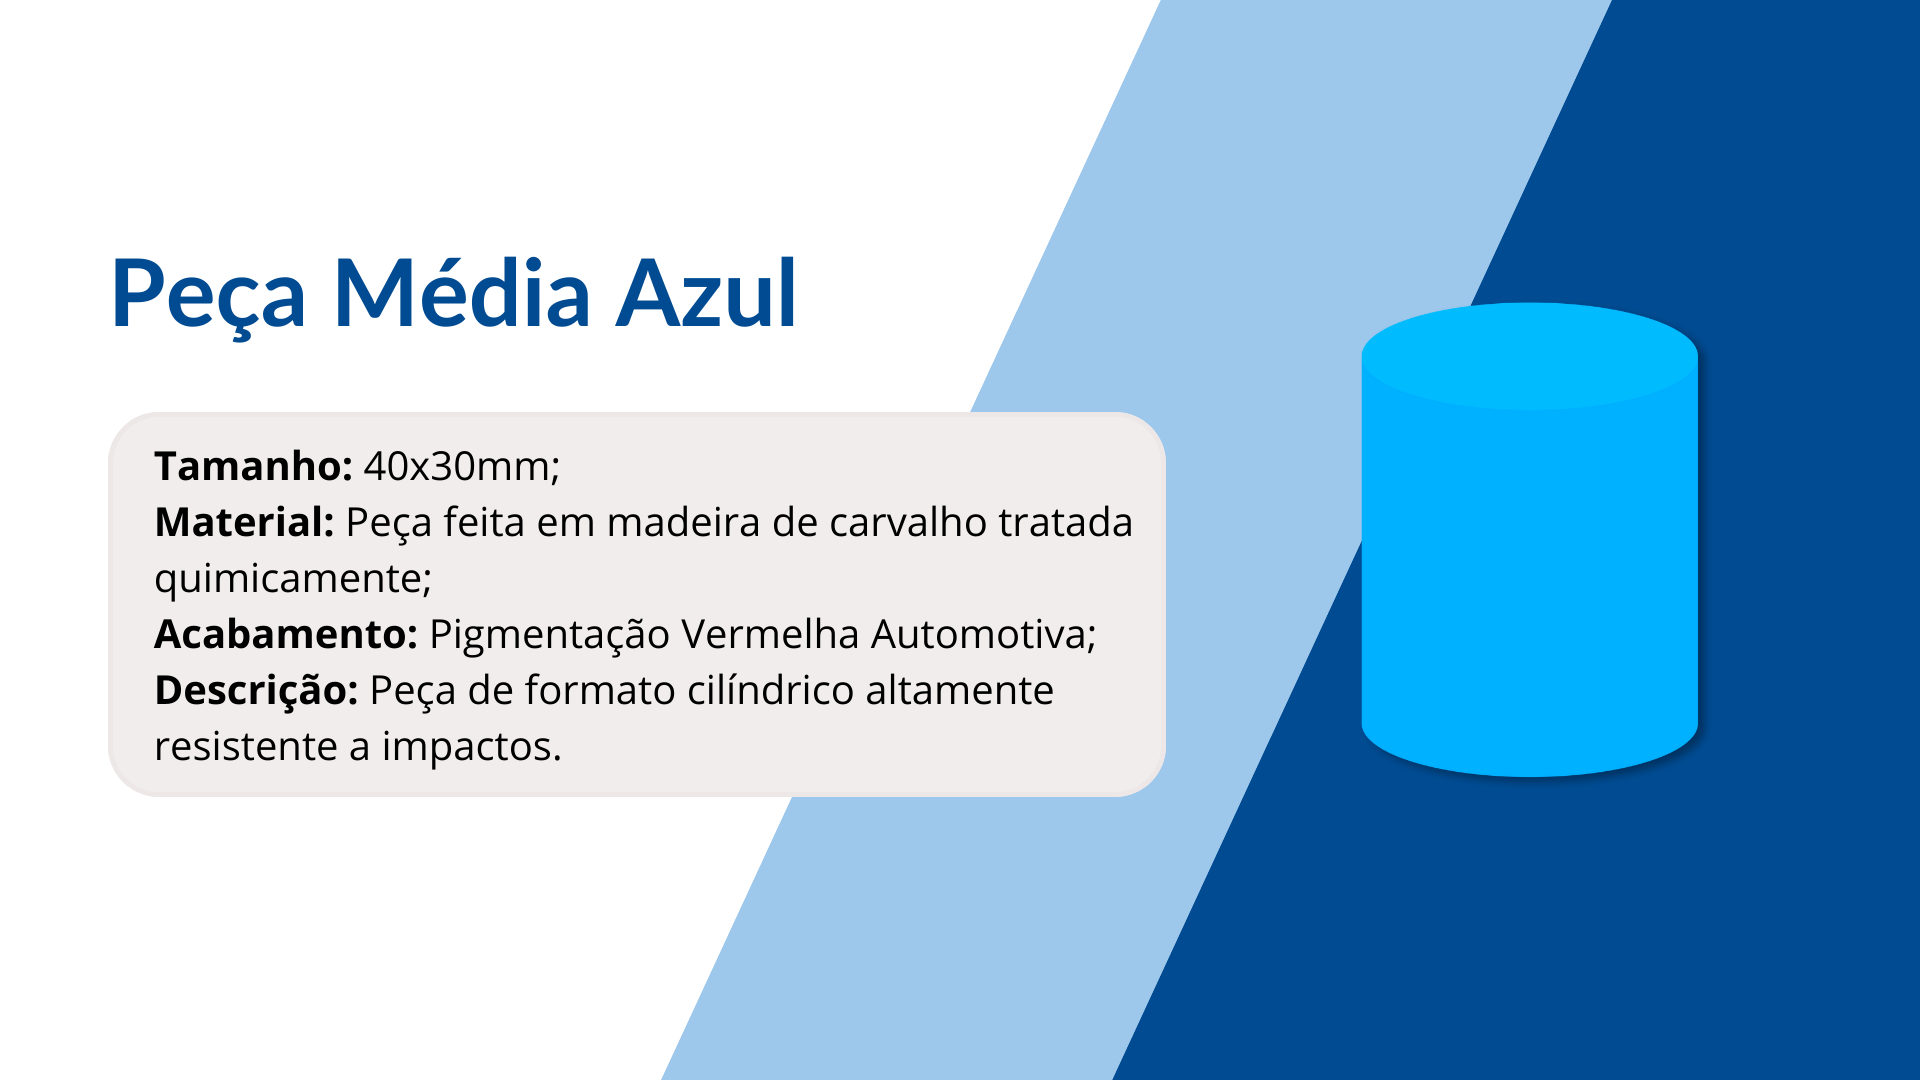 Peça Média Azul
Tamanho: 40x30mm;
Material: Peça feita em madeira de carvalho tratada
quimicamente;
Acabamento: Pigmentação Vermelha Automotiva;
Descrição: Peça de formato cilíndrico altamente
resistente a impactos.